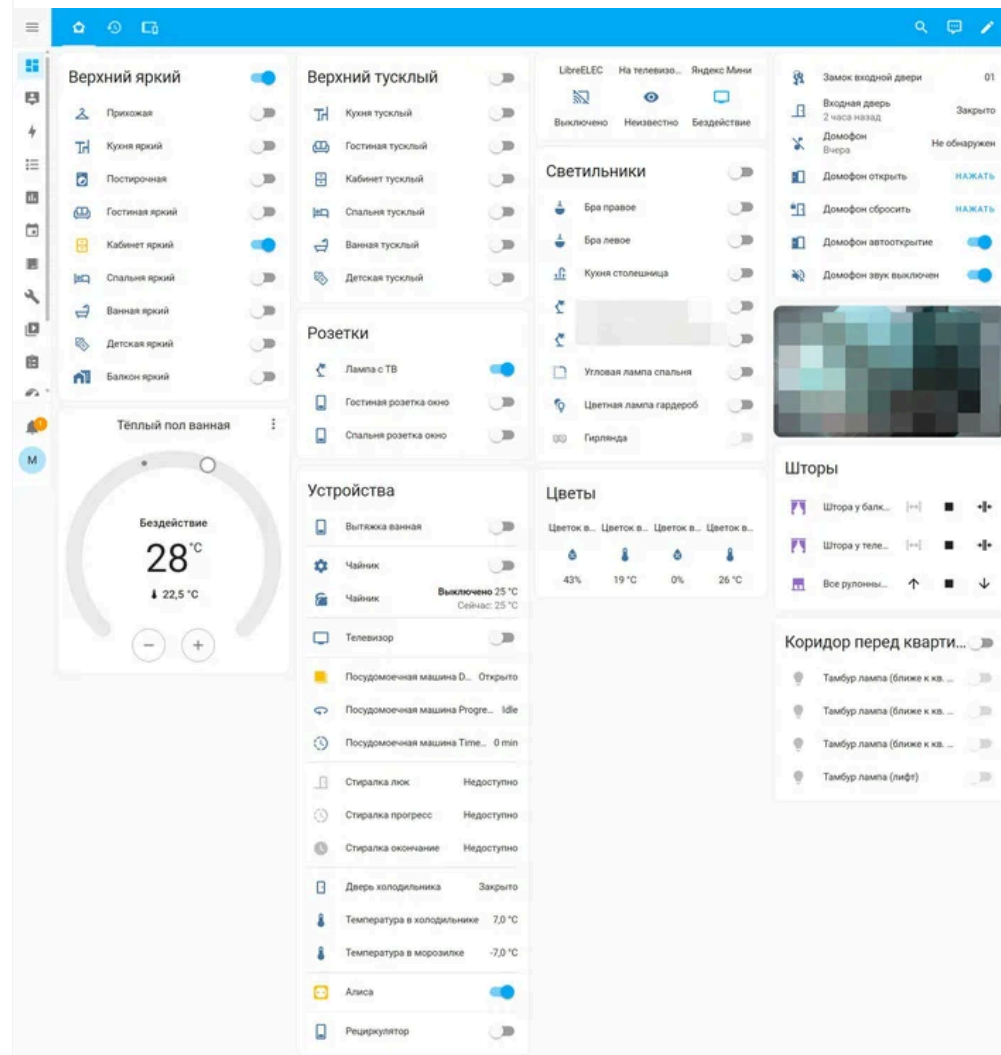 Верхний яркий
Прихожая
Кухня яркий
Постирочная
Гостиная яркий
Кабинет яркий
Спальня яркий
Ванная яркий
Детская яркий
Балкон яркий
1
M
Тёплый пол ванная
Бездействие
28 °C
22,5 °C
Верхний тусклый
Кухня тусклый
Гостиная тусклый
Кабинет тусклый
Спальня тусклый
Ванная тусклый
Детская тусклый
Розетки
Лампа с ТВ
Гостиная розетка окно
Спальня розетка окно
Устройства
Вытяжка ванная
Чайник
Чайник Выключено 25 °C
Сейчас: 25 °C
Телевизор
Посудомоечная машина D... Открыто
Посудомоечная машина Progre... Idle
Посудомоечная машина Time... 0 min
Стиралка люк Недоступно
Стиралка прогресс Недоступно
Стиралка окончание Недоступно
Дверь холодильника Закрыто
Температура в холодильнике 7,0 °C
Температура в морозилке -7,0 °C
Алиса
Рециркулятор
LibreELEC На телевизо... Яндекс Мини
Выключено Неизвестно Бездействие
Светильники
Бра правое
Бра левое
Кухня столешница
Угловая лампа спальня
Цветная лампа гардероб
Гирлянда
Цветы
Цветок в... Цветок в... Цветок в... Цветок в...
43% 19 °C 0% 26 °C
Замок входной двери 01
Входная дверь Закрыто
2 часа назад
Домофон Не обнаружен
Вчера
Домофон открыть НАЖАТЬ
Домофон сбросить НАЖАТЬ
Домофон автооткрытие
Домофон звук выключен
Шторы
Штора у балк...
Штора у теле...
Все рулонны...
Коридор перед кварти...
Тамбур лампа (ближе к кв. ...
Тамбур лампа (ближе к кв. ...
Тамбур лампа (ближе к кв. ...
Тамбур лампа (лифт)